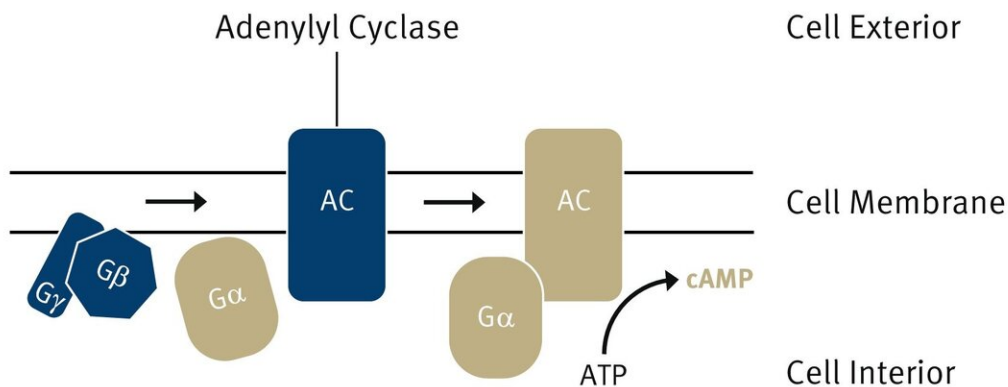 Adenylyl Cyclase
Cell Exterior
AC
AC
Cell Membrane
Gγ
Gβ
Gα
Gα
cAMP
ATP
Cell Interior